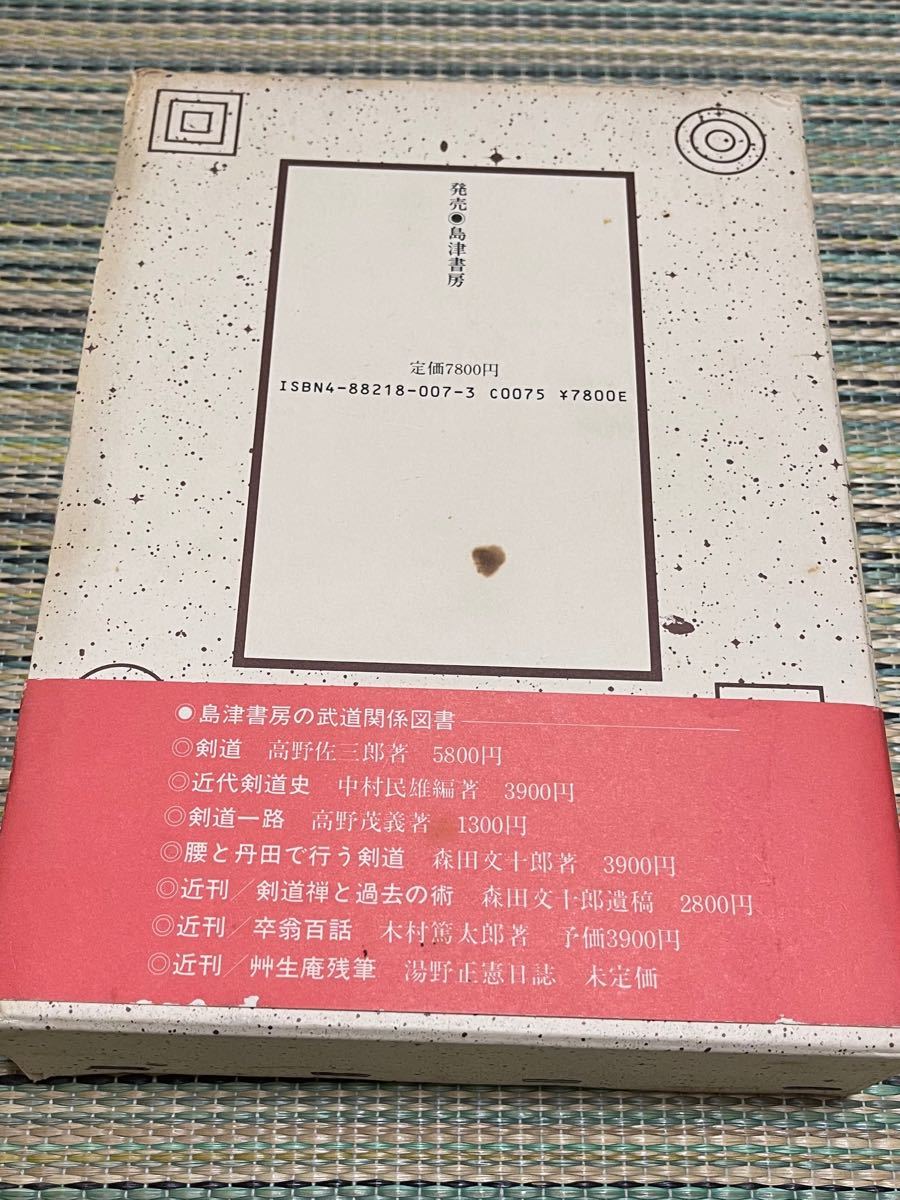 発売◉島津書房
定価7800円
ISBN4-88218-007-3 C0075 ¥7800E
●島津書房の武道関係図書
◎剣道 高野佐三郎著 5800円
◎近代剣道史 中村民雄編著 3900円
◎剣道一路 高野茂義著 1300円
◎腰と丹田で行う剣道 森田文十郎著 3900円
◎近刊/剣道禅と過去の術 森田文十郎遺稿 2800円
◎近刊/卒翁百話 木村篤太郎著 予価3900円
◎近刊/艸生庵残筆 湯野正憲日誌 未定価